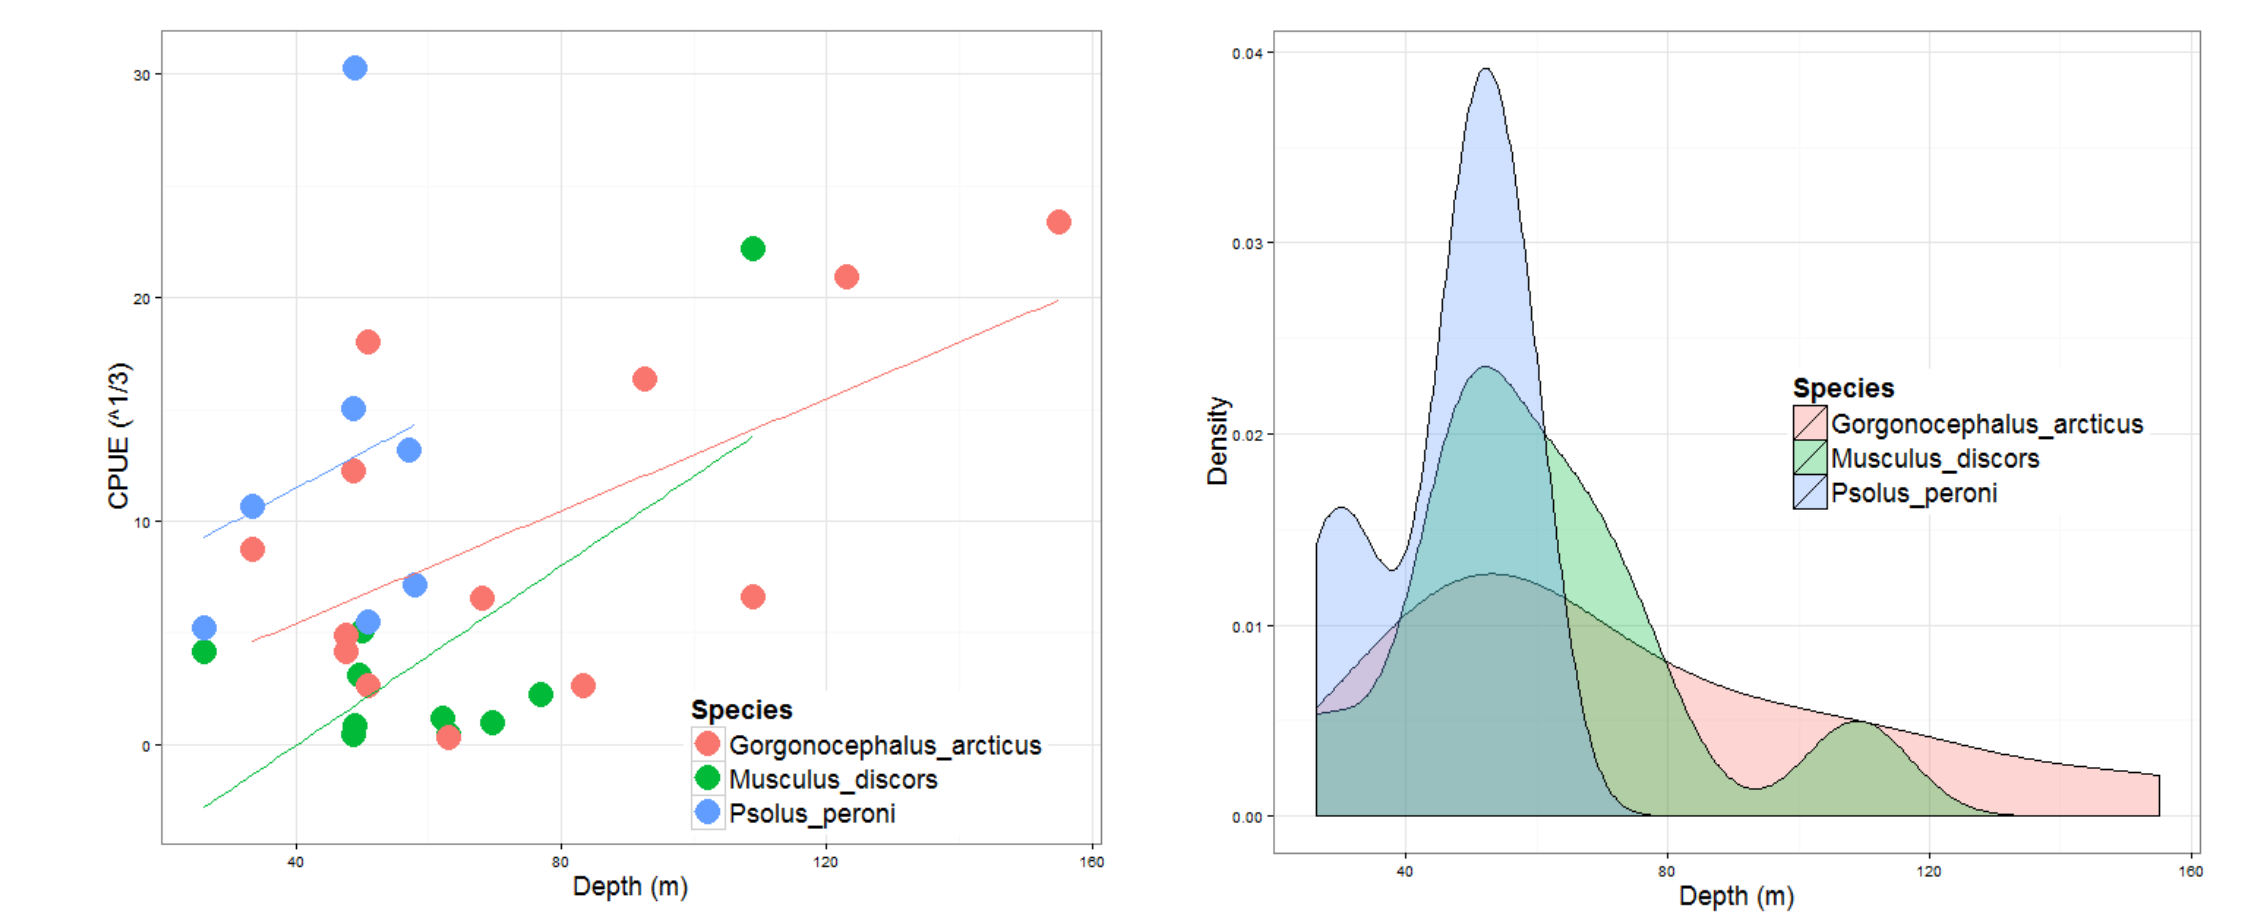 30
20
10
0
CPUE (^1/3)
40
80
120
160
Depth (m)
Species
Gorgonocephalus_arcticus
Musculus_discors
Psolus_peroni
0.04
0.03
0.02
0.01
0.00
Density
40
80
120
160
Depth (m)
Species
Gorgonocephalus_arcticus
Musculus_discors
Psolus_peroni